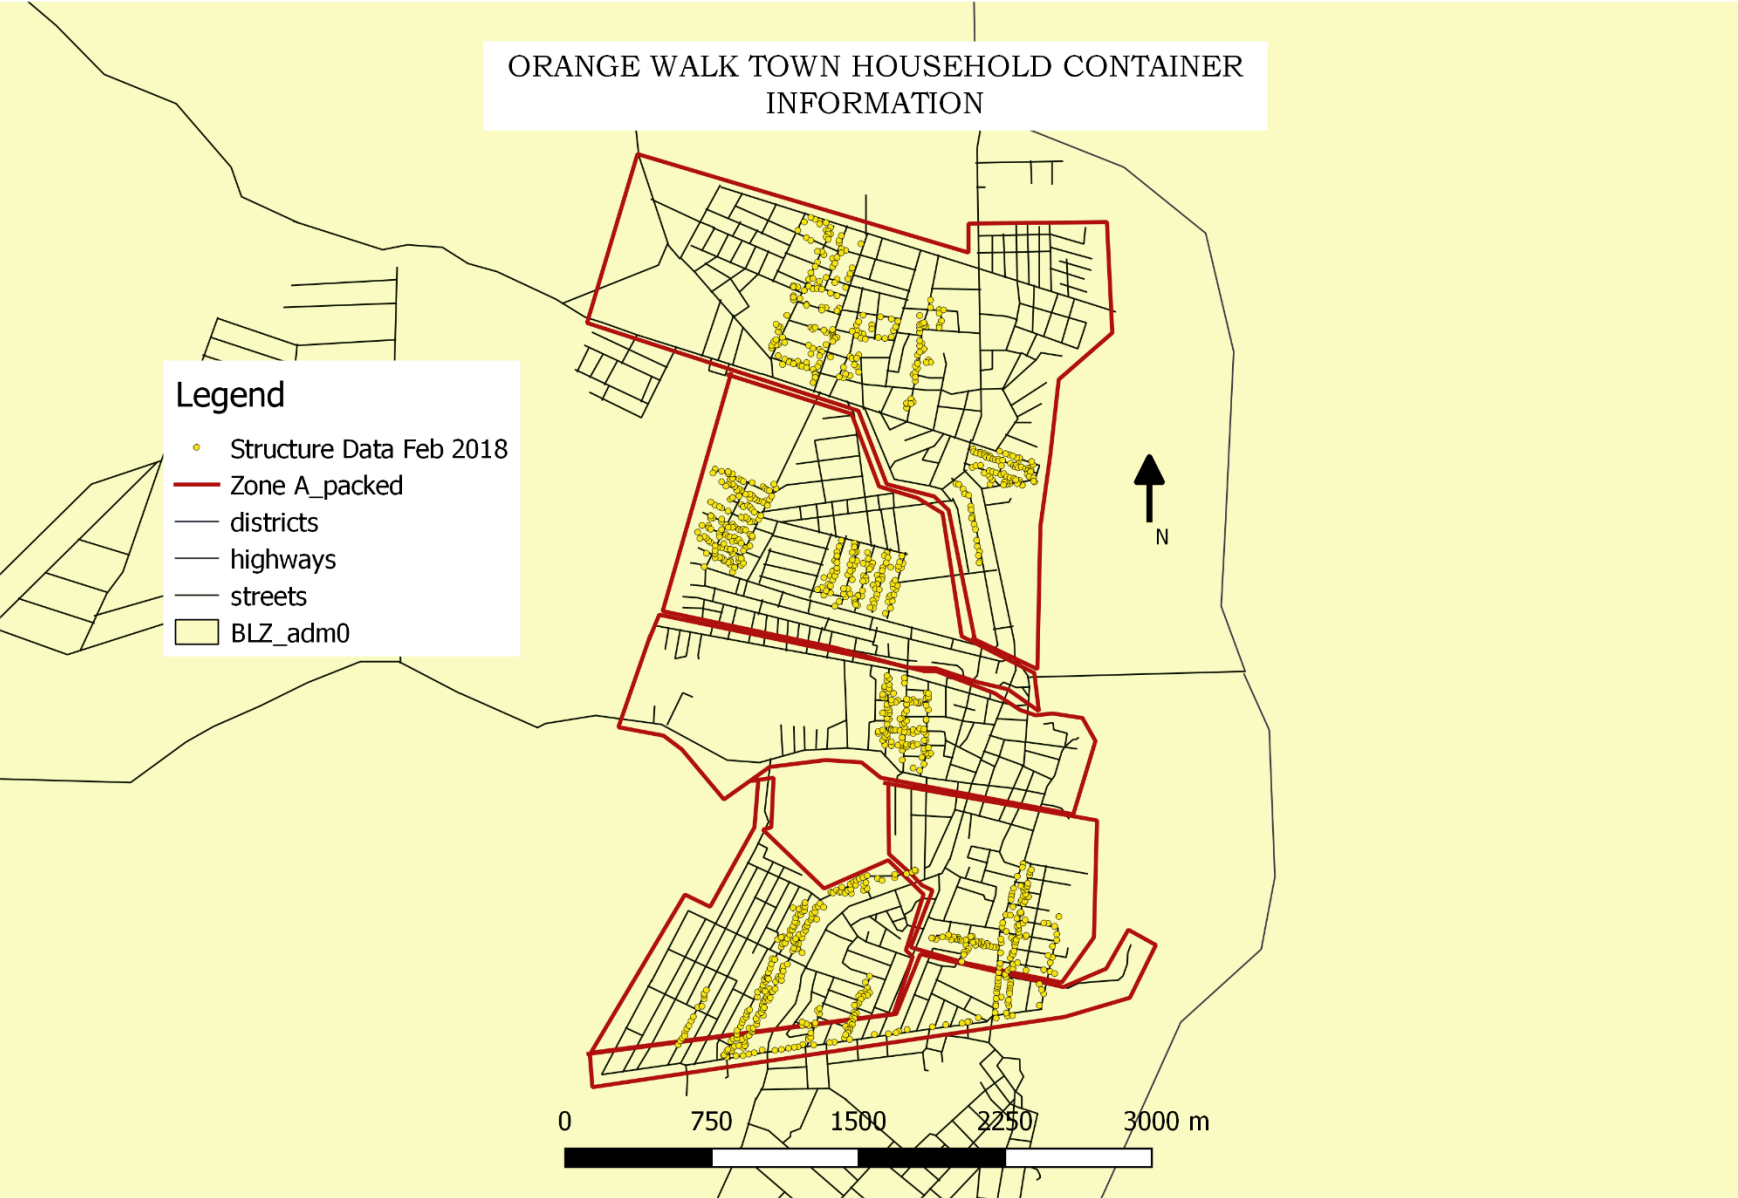 ORANGE WALK TOWN HOUSEHOLD CONTAINER
INFORMATION
Legend
Structure Data Feb 2018
Zone A_packed
districts
highways
streets
BLZ_adm0
N
0 750 1500 2250 3000 m